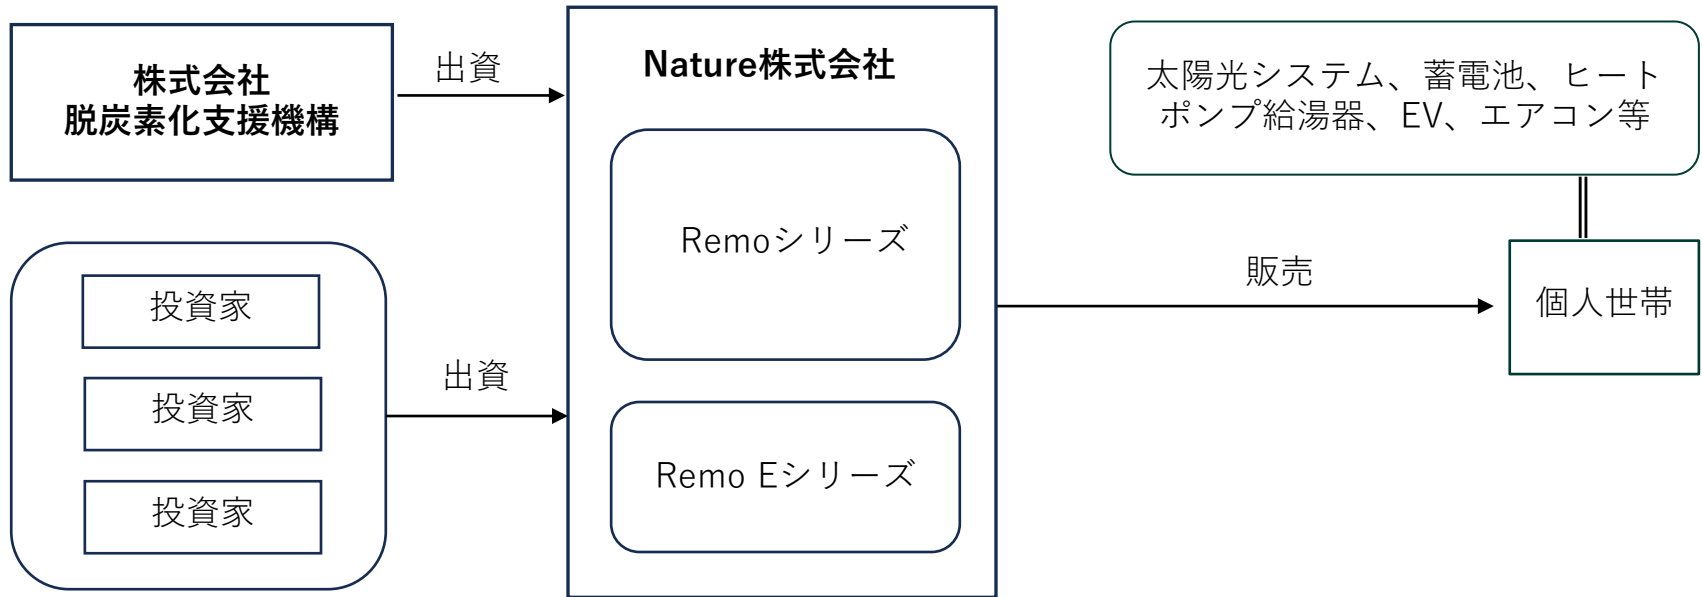 株式会社
脱炭素化支援機構
出資
投資家
投資家
投資家
出資
Nature株式会社
Remoシリーズ
Remo Eシリーズ
販売
太陽光システム、蓄電池、ヒート
ポンプ給湯器、EV、エアコン等
個人世帯